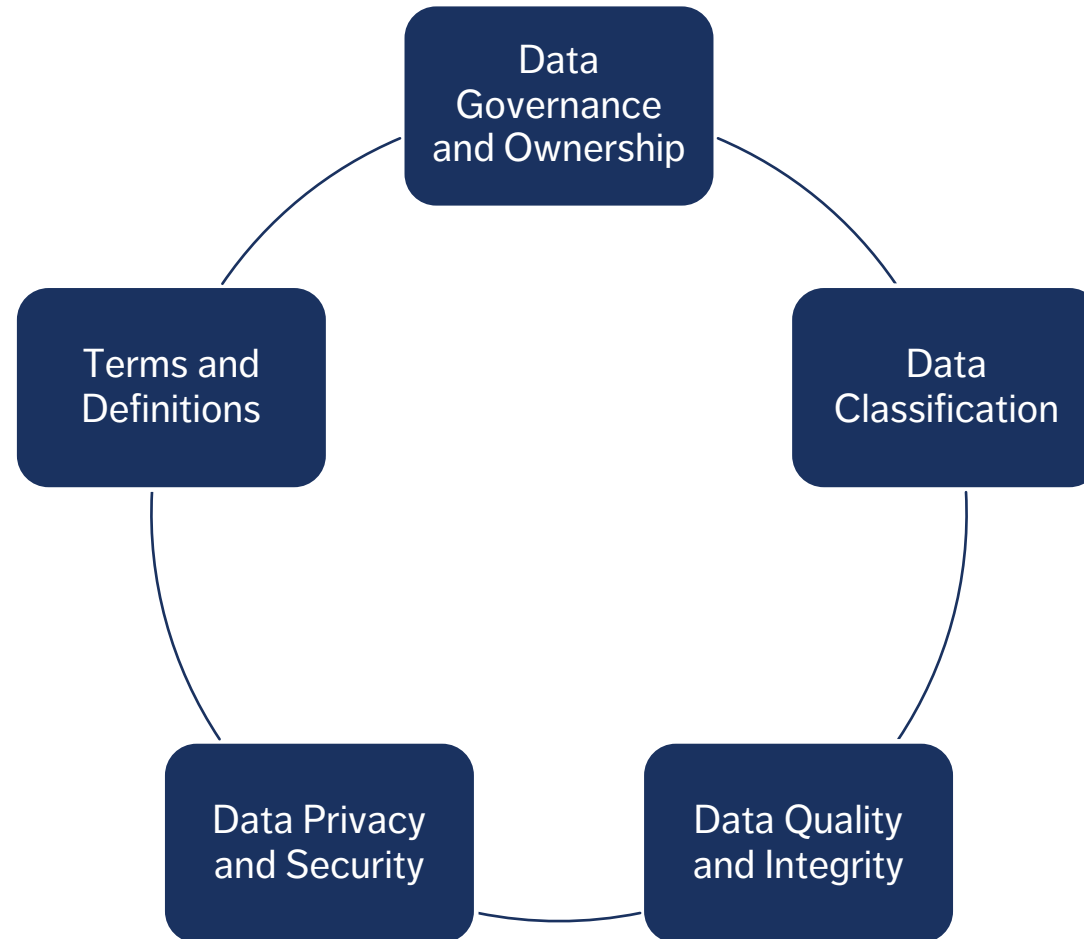 Data
Governance
and Ownership
Terms and
Definitions
Data
Classification
Data Privacy
and Security
Data Quality
and Integrity